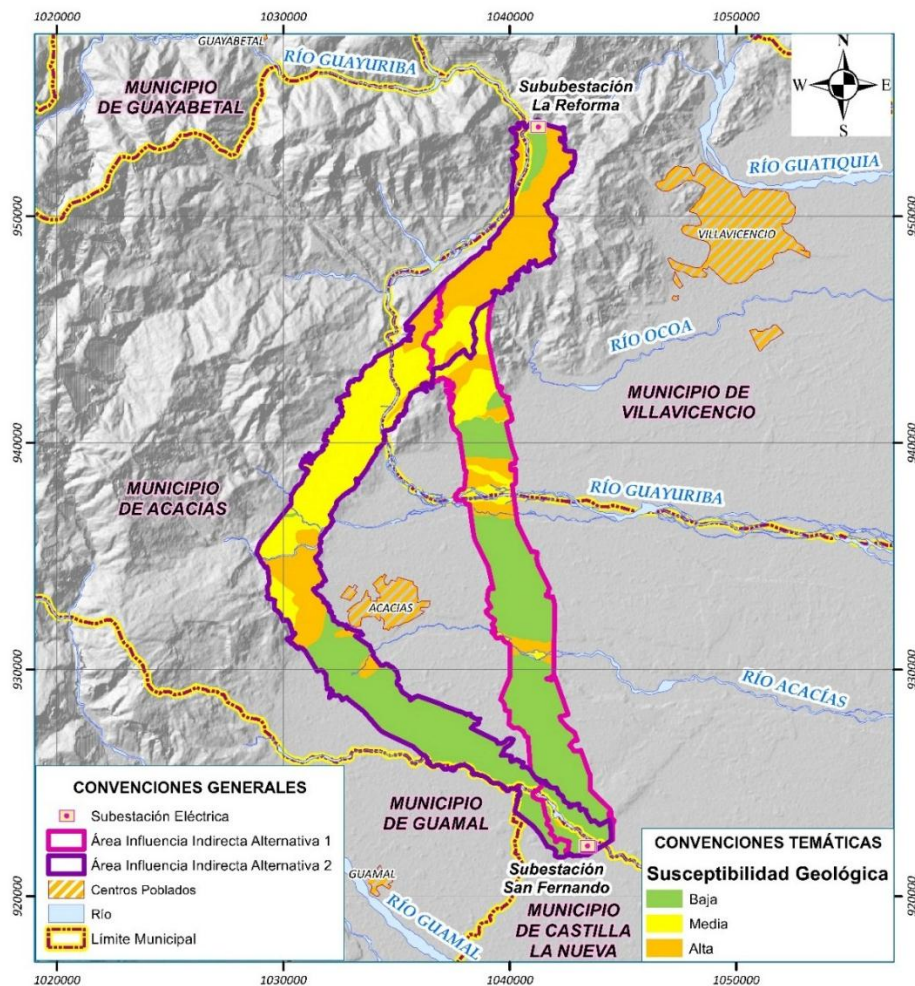 1020000
1030000
1040000
1050000
GUAYABETAL
RÍO GUAYURIBA
N
W
E
S
MUNICIPIO
DE GUAYABETAL
Sububestación
La Reforma
RÍO GUATIQUIA
950000
950000
VILLAVICENCIO
RÍO OCOA
MUNICIPIO DE
VILLAVICENCIO
940000
940000
MUNICIPIO
DE ACACIAS
RÍO GUAYURIBA
ACACIAS
930000
930000
RÍO ACACÍAS
CONVENCIONES GENERALES
Subestación Eléctrica
Área Influencia Indirecta Alternativa 1
Área Influencia Indirecta Alternativa 2
Centros Poblados
Río
Límite Municipal
MUNICIPIO
DE GUAMAL
GUAMAL
RÍO GUAMAL
Subestación
San Fernando
MUNICIPIO
DE CASTILLA
LA NUEVA
CONVENCIONES TEMÁTICAS
Susceptibilidad Geológica
Baja
Media
Alta
920000
920000
1020000
1030000
1040000
1050000